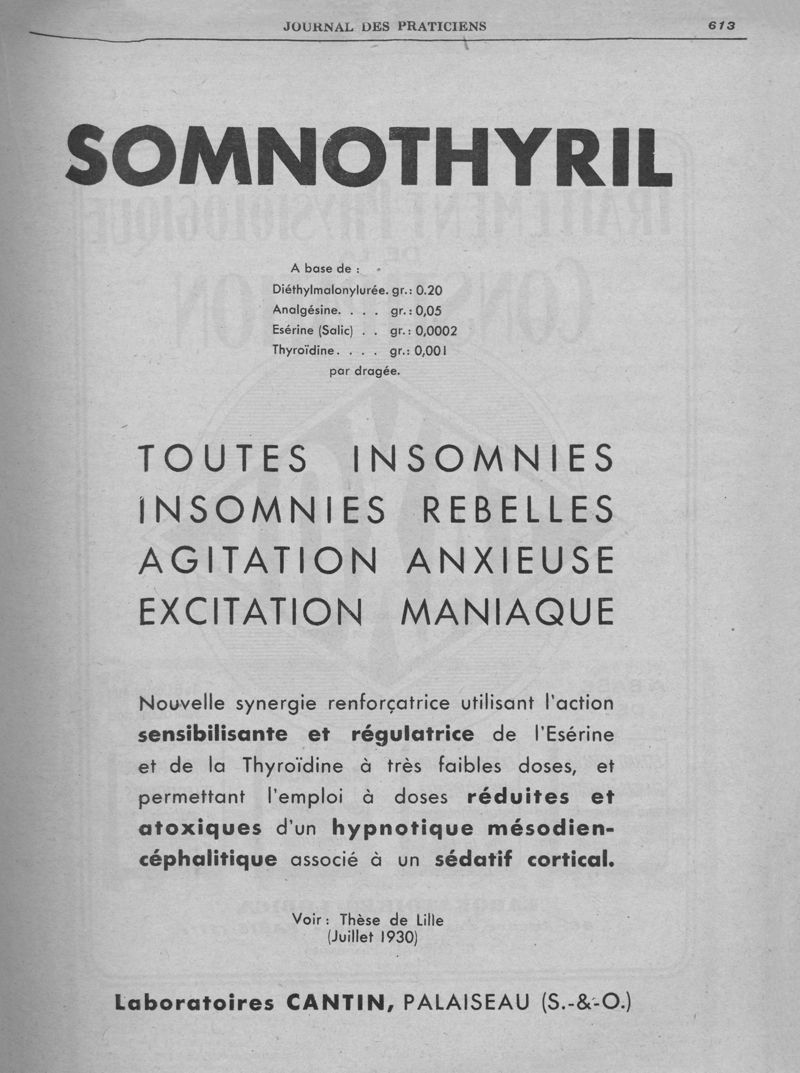 JOURNAL DES PRATICIENS 613
SOMNOTHYRIL
A base de :
Diéthylmalonylurée. gr.: 0.20
Analgésine. . . . gr.: 0,05
Esérine (Salic) . . gr.: 0,0002
Thyroïdine. . . . gr.: 0,001
par dragée.
TOUTES INSOMNIES
INSOMNIES REBELLES
AGITATION ANXIEUSE
EXCITATION MANIAQUE
Nouvelle synergie renforçatrice utilisant l'action
sensibilisante et régulatrice de l'Esérine
et de la Thyroïdine à très faibles doses, et
permettant l'emploi à doses réduites et
atoxiques d'un hypnotique mésodien-
céphalitique associé à un sédatif cortical.
Voir : Thèse de Lille
(Juillet 1930)
Laboratoires CANTIN, PALAISEAU (S.-&-O.)